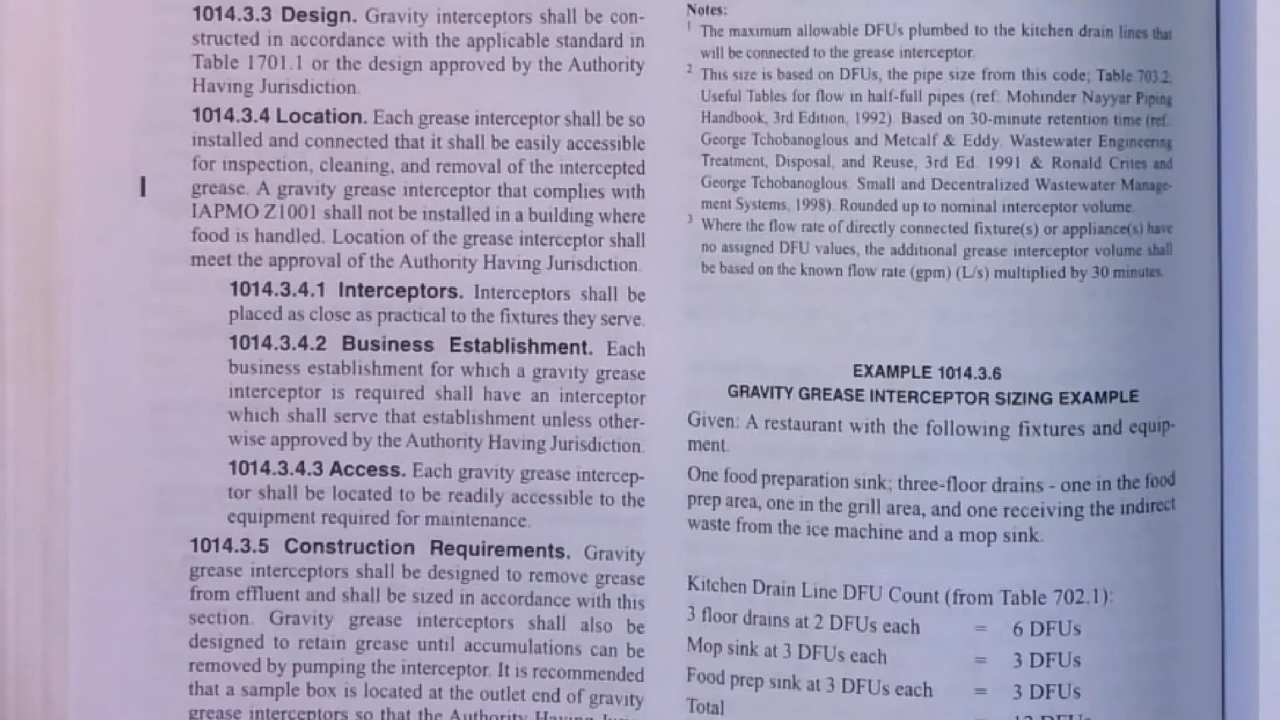 1014.3.3 Design. Gravity interceptors shall be con-
structed in accordance with the applicable standard in
Table 1701.1 or the design approved by the Authority
Having Jurisdiction.
1014.3.4 Location. Each grease interceptor shall be so
installed and connected that it shall be easily accessible
for inspection, cleaning, and removal of the intercepted
grease. A gravity grease interceptor that complies with
IAPMO Z1001 shall not be installed in a building where
food is handled. Location of the grease interceptor shall
meet the approval of the Authority Having Jurisdiction.
1014.3.4.1 Interceptors. Interceptors shall be
placed as close as practical to the fixtures they serve.
1014.3.4.2 Business Establishment. Each
business establishment for which a gravity grease
interceptor is required shall have an interceptor
which shall serve that establishment unless other-
wise approved by the Authority Having Jurisdiction.
1014.3.4.3 Access. Each gravity grease intercep-
tor shall be located to be readily accessible to the
equipment required for maintenance.
1014.3.5 Construction Requirements. Gravity
grease interceptors shall be designed to remove grease
from effluent and shall be sized in accordance with this
section. Gravity grease interceptors shall also be
designed to retain grease until accumulations can be
removed by pumping the interceptor. It is recommended
that a sample box is located at the outlet end of gravity
grease interceptors so that the Authority Having Juris-
Notes:
1 The maximum allowable DFUs plumbed to the kitchen drain lines that
will be connected to the grease interceptor.
2 This size is based on DFUs, the pipe size from this code; Table 703.2;
Useful Tables for flow in half-full pipes (ref: Mohinder Nayyar Piping
Handbook, 3rd Edition, 1992). Based on 30-minute retention time (ref:
George Tchobanoglous and Metcalf & Eddy. Wastewater Engineering
Treatment, Disposal, and Reuse, 3rd Ed. 1991 & Ronald Crites and
George Tchobanoglous. Small and Decentralized Wastewater Manage-
ment Systems, 1998). Rounded up to nominal interceptor volume.
3 Where the flow rate of directly connected fixture(s) or appliance(s) have
no assigned DFU values, the additional grease interceptor volume shall
be based on the known flow rate (gpm) (L/s) multiplied by 30 minutes.
EXAMPLE 1014.3.6
GRAVITY GREASE INTERCEPTOR SIZING EXAMPLE
Given: A restaurant with the following fixtures and equip-
ment.
One food preparation sink; three-floor drains - one in the food
prep area, one in the grill area, and one receiving the indirect
waste from the ice machine and a mop sink.
Kitchen Drain Line DFU Count (from Table 702.1):
3 floor drains at 2 DFUs each = 6 DFUs
Mop sink at 3 DFUs each = 3 DFUs
Food prep sink at 3 DFUs each = 3 DFUs
Total 12 DFUs